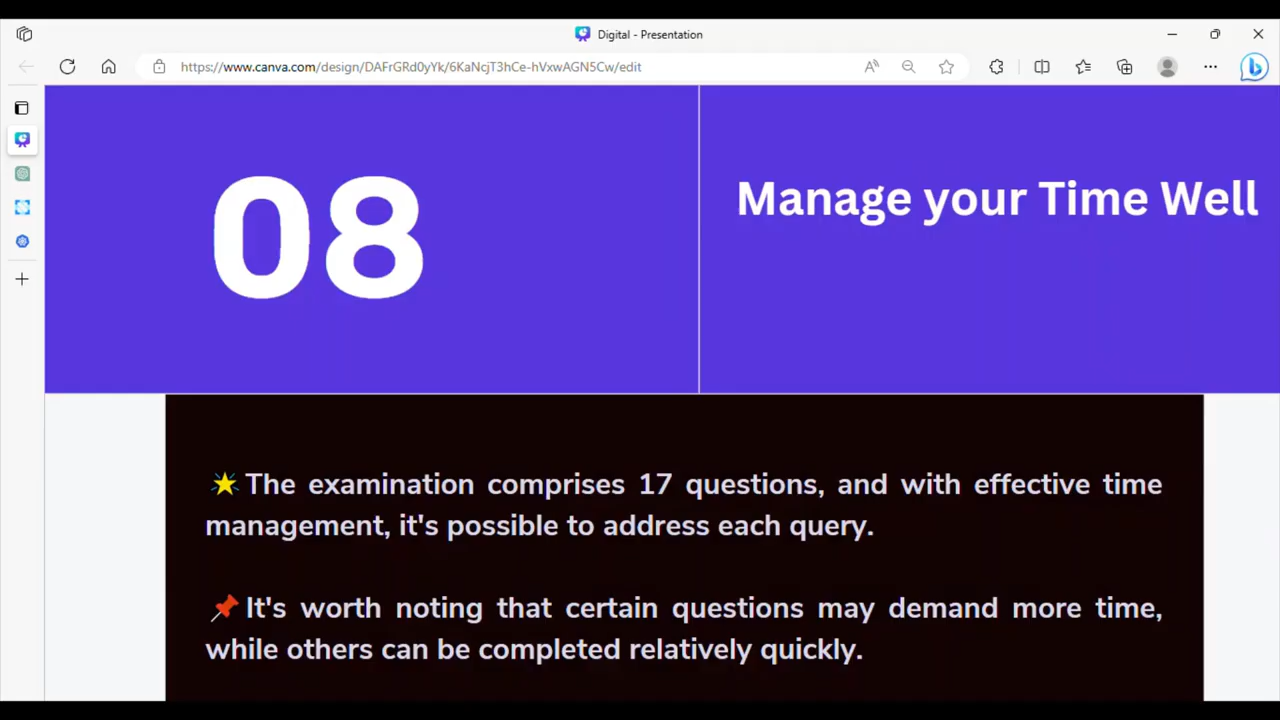 Digital - Presentation
https://www.canva.com/design/DAFrGRd0yYk/6KaNcjT3hCe-hVxwAGN5Cw/edit
08
Manage your Time Well
The examination comprises 17 questions, and with effective time
management, it's possible to address each query.
It's worth noting that certain questions may demand more time,
while others can be completed relatively quickly.